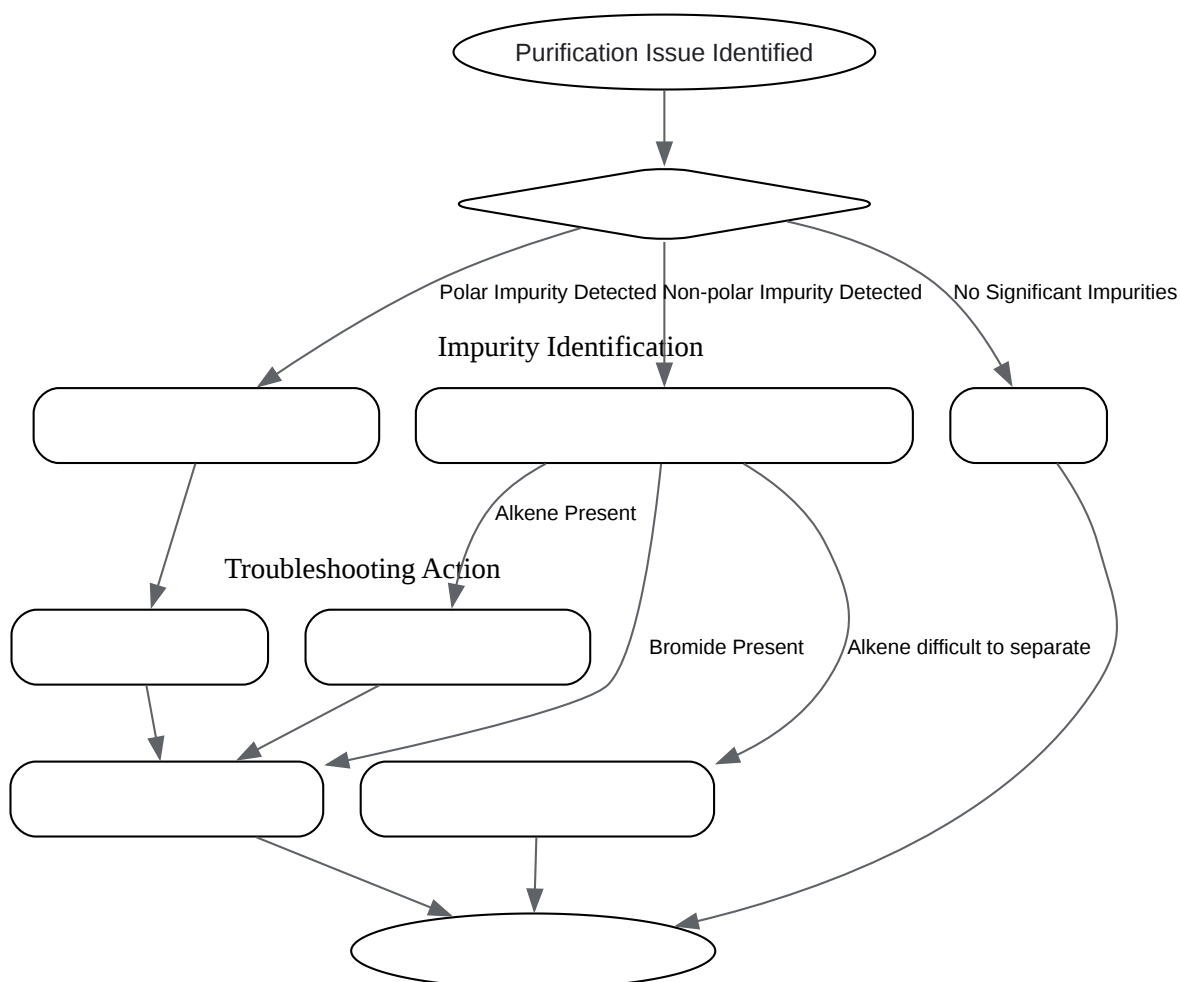 Purification Issue Identified
Polar Impurity Detected
Non-polar Impurity Detected
No Significant Impurities
Impurity Identification
Alkene Present
Troubleshooting Action
Bromide Present
Alkene difficult to separate